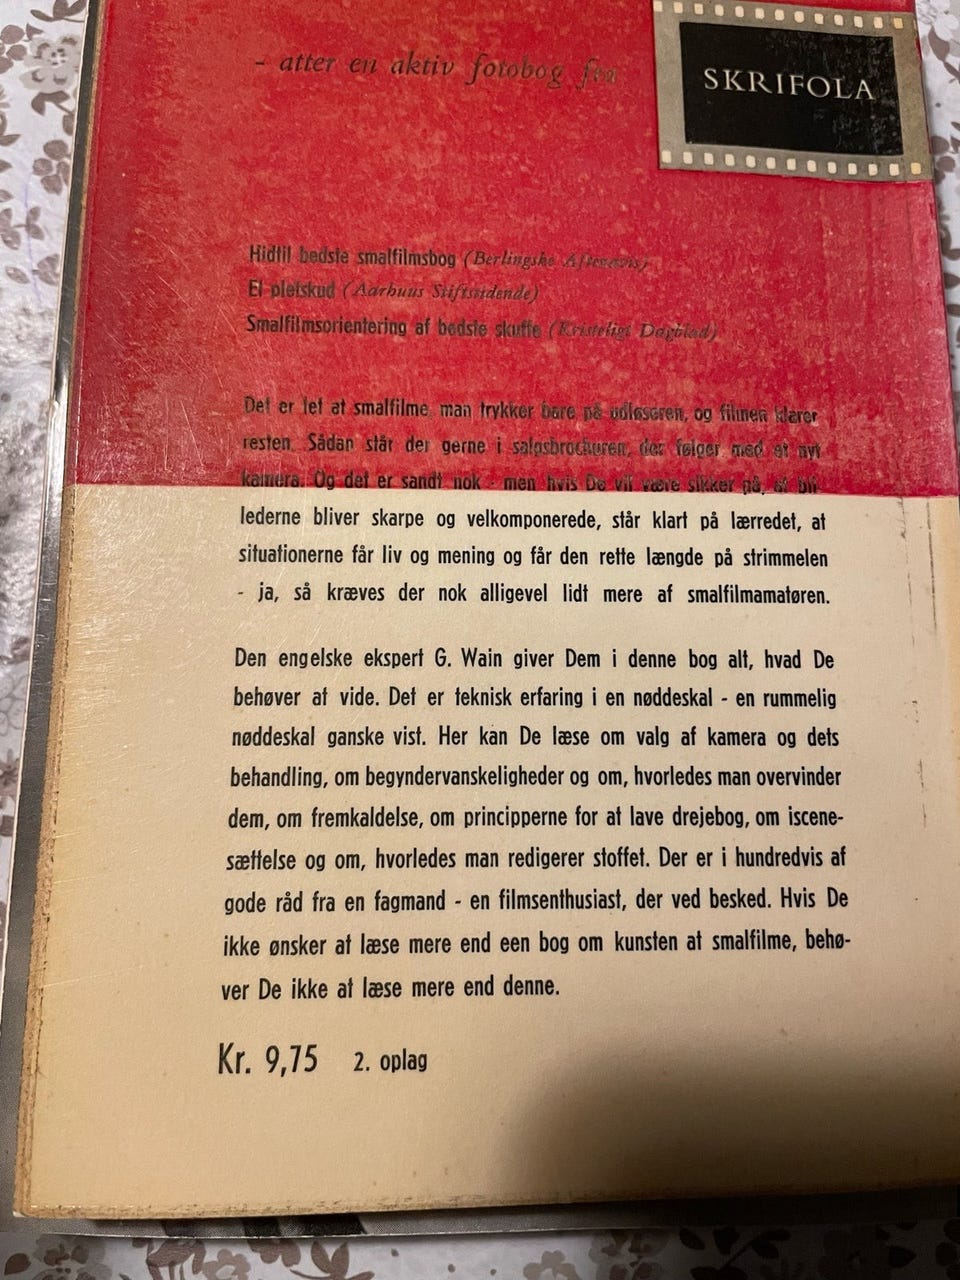 - atter en aktiv fotobog fra
SKRIFOLA
Hidtil bedste smalfilmsbog (Berlingske Aftenavis)
Et pletskud (Aarhuus Stiftstidende)
Smalfilmsorientering af bedste skuffe (Kristeligt Dagblad)
Det er let at smalfilme, man trykker bare på udløseren, og filmen klarer
resten. Sådan står der gerne i salgsbrochuren, der følger med et nyt
kamera. Og det er sandt nok - men hvis De vil være sikker på, at bil-
lederne bliver skarpe og velkomponerede, står klart på lærredet, at
situationerne får liv og mening og får den rette længde på strimmelen
- ja, så kræves der nok alligevel lidt mere af smalfilmamatøren.
Den engelske ekspert G. Wain giver Dem i denne bog alt, hvad De
behøver at vide. Det er teknisk erfaring i en nøddeskal - en rummelig
nøddeskal ganske vist. Her kan De læse om valg af kamera og dets
behandling, om begyndervanskeligheder og om, hvorledes man overvinder
dem, om fremkaldelse, om principperne for at lave drejebog, om iscene-
sættelse og om, hvorledes man redigerer stoffet. Der er i hundredvis af
gode råd fra en fagmand - en filmsenthusiast, der ved besked. Hvis De
ikke ønsker at læse mere end een bog om kunsten at smalfilme, behø-
ver De ikke at læse mere end denne.
Kr. 9,75 2. oplag